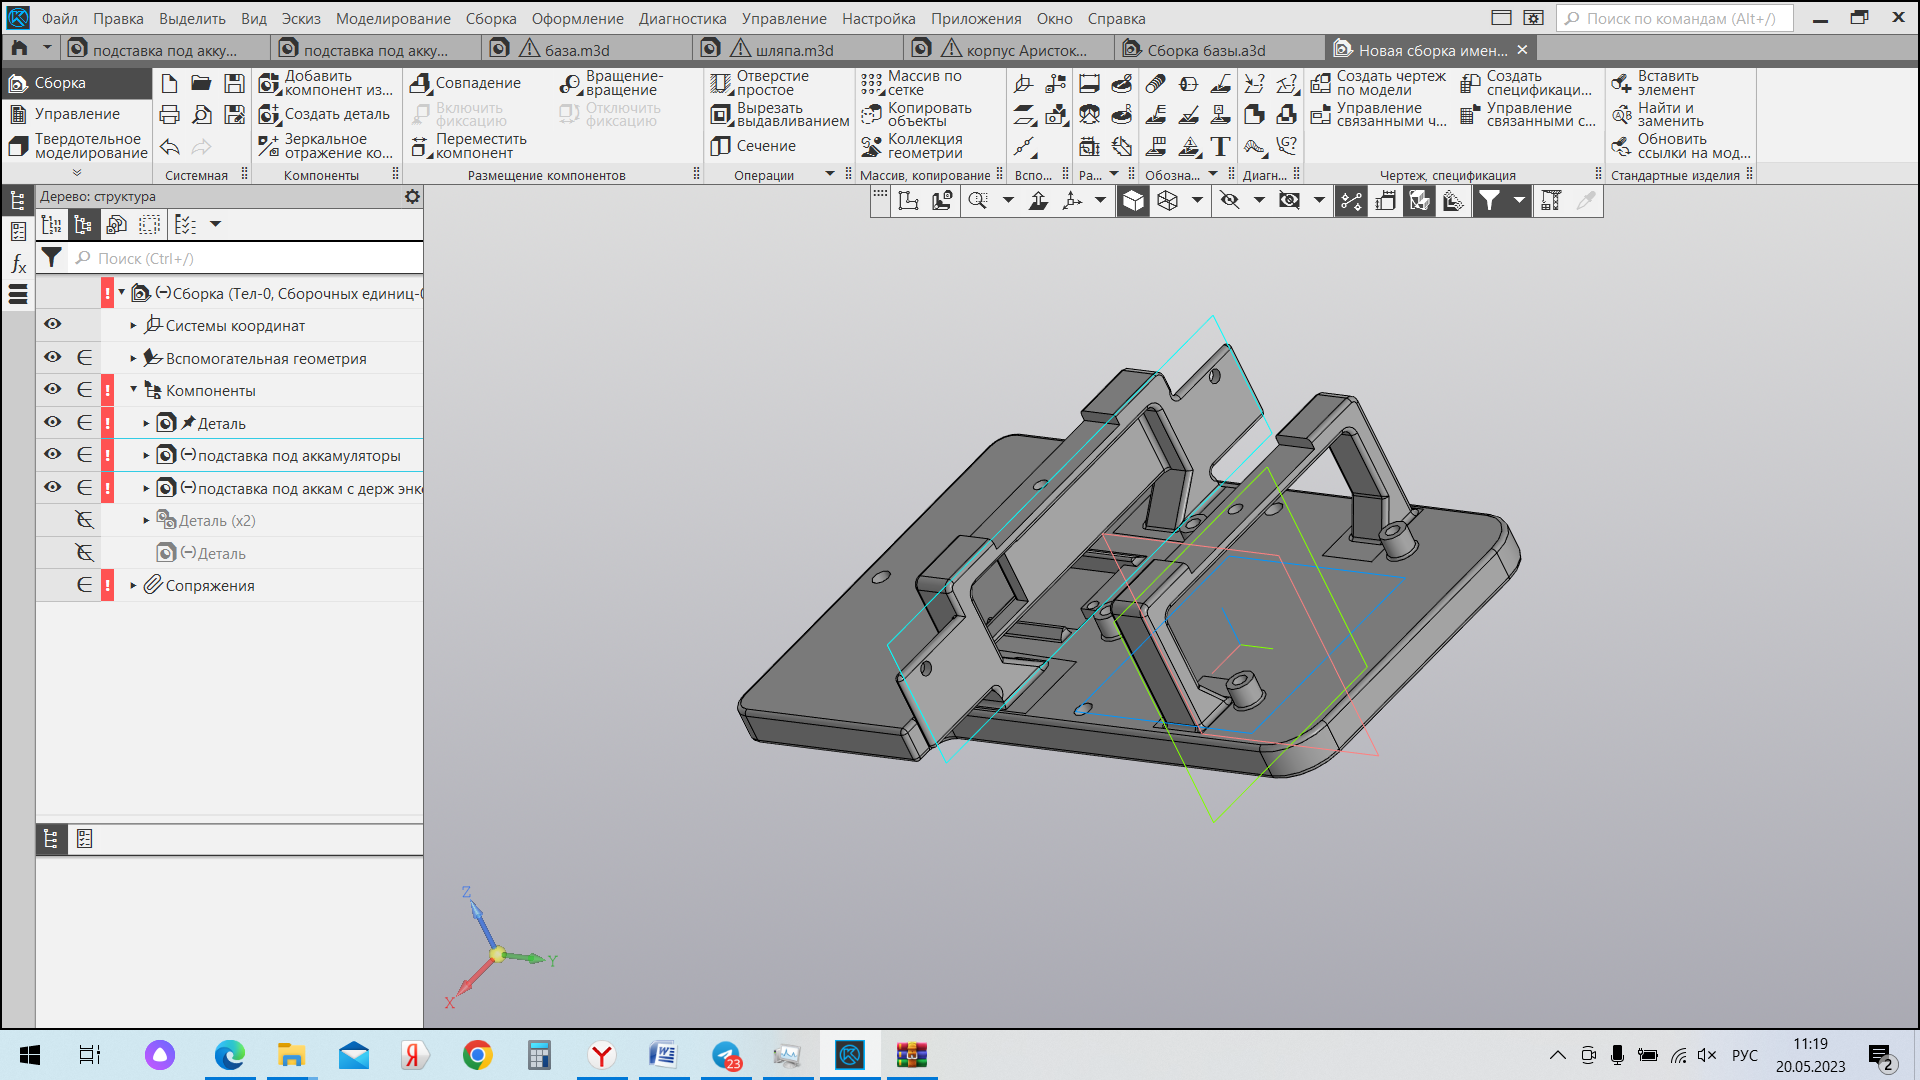 Файл Правка Выделить Вид Эскиз Моделирование Сборка Оформление Диагностика Управление Настройка Приложения Окно Справка Поиск по командам (Alt+/)
подставка под акку... подставка под акку... база.m3d шляпа.m3d корпус Аристок... Сборка базы.a3d Новая сборка имен...
Сборка
Управление
Твердотельное
моделирование
Системная
Добавить
компонент из...
Создать деталь
Зеркальное
отражение ко...
Компоненты
Совпадение
Включить
фиксацию
Переместить
компонент
Вращение-
вращение
Отключить
фиксацию
Размещение компонентов
Отверстие
простое
Вырезать
выдавливанием
Сечение
Операции
Массив по
сетке
Копировать
объекты
Коллекция
геометрии
Массив, копирование
Вспо...
Ра...
Обозна...
Диагн...
Создать чертеж
по модели
Управление
связанными ч...
Создать
спецификаци...
Управление
связанными с...
Чертеж, спецификация
Вставить
элемент
Найти и
заменить
Обновить
ссылки на мод...
Стандартные изделия
Дерево: структура
Поиск (Ctrl+/)
(−)Сборка (Тел-0, Сборочных единиц-0
Системы координат
Вспомогательная геометрия
Компоненты
Деталь
(−)подставка под аккамуляторы
(−)подставка под аккам с держ энк
Деталь (x2)
(−)Деталь
Сопряжения
Z
Y
X
23
РУС
11:19
20.05.2023
2